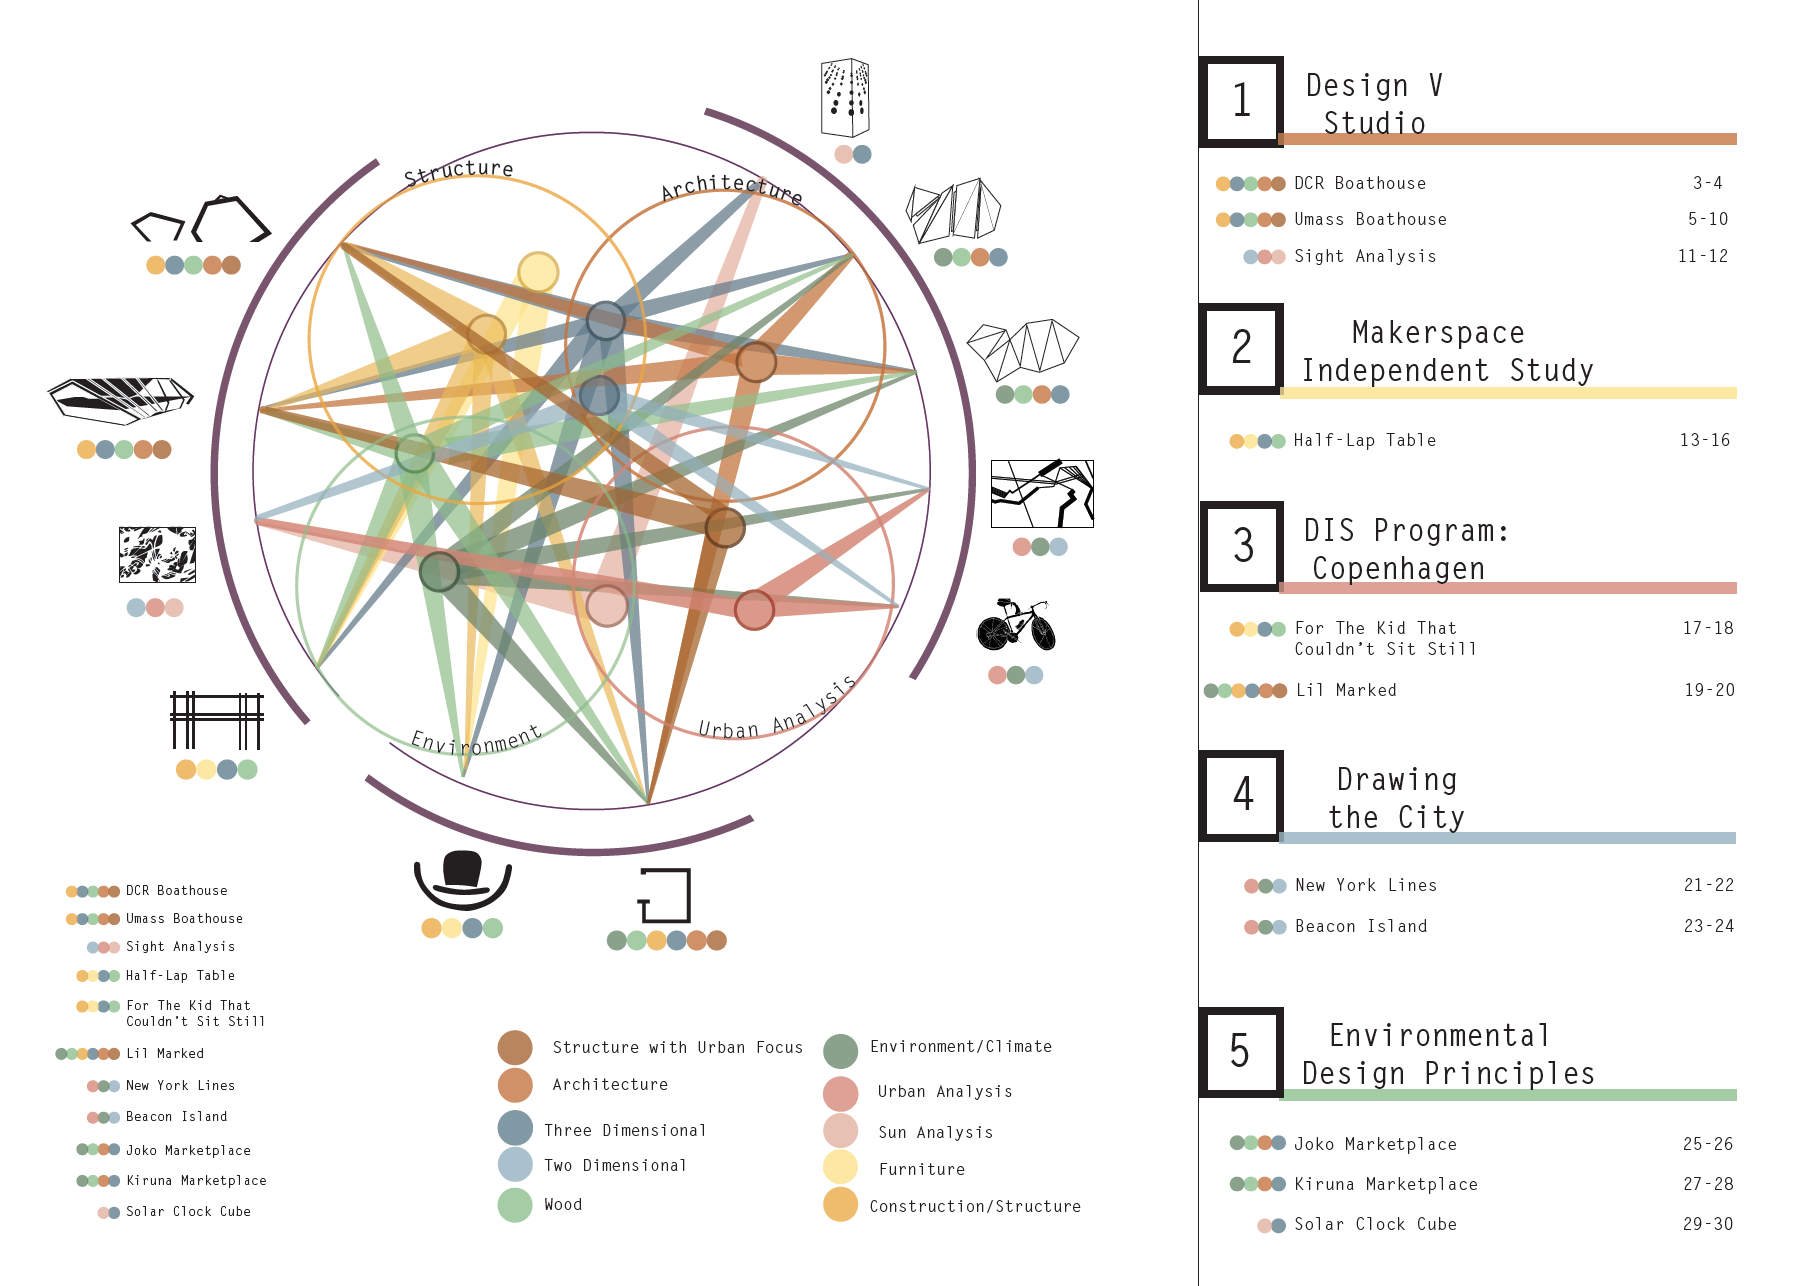 Structure
Architecture
Environment
Urban Analysis
DCR Boathouse
Umass Boathouse
Sight Analysis
Half-Lap Table
For The Kid That
Couldn't Sit Still
Lil Marked
New York Lines
Beacon Island
Joko Marketplace
Kiruna Marketplace
Solar Clock Cube
Structure with Urban Focus
Architecture
Three Dimensional
Two Dimensional
Wood
Environment/Climate
Urban Analysis
Sun Analysis
Furniture
Construction/Structure
1
Design V
Studio
DCR Boathouse 3-4
Umass Boathouse 5-10
Sight Analysis 11-12
2
Makerspace
Independent Study
Half-Lap Table 13-16
3
DIS Program:
Copenhagen
For The Kid That 17-18
Couldn't Sit Still
Lil Marked 19-20
4
Drawing
the City
New York Lines 21-22
Beacon Island 23-24
5
Environmental
Design Principles
Joko Marketplace 25-26
Kiruna Marketplace 27-28
Solar Clock Cube 29-30